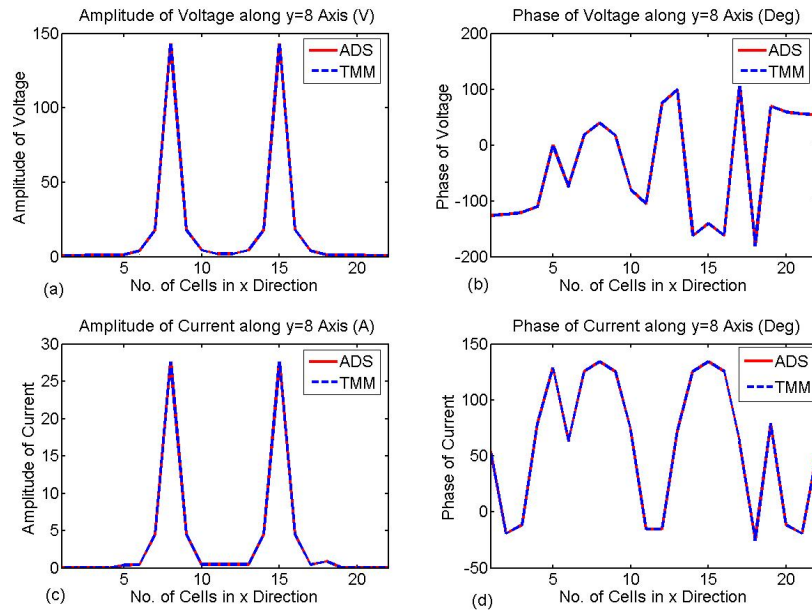 Amplitude of Voltage along y=8 Axis (V)
150
100
50
0
5
10
15
20
Amplitude of Voltage
ADS
TMM
No. of Cells in x Direction
(a)
Phase of Voltage along y=8 Axis (Deg)
200
100
0
-100
-200
5
10
15
20
Phase of Voltage
ADS
TMM
No. of Cells in x Direction
(b)
Amplitude of Current along y=8 Axis (A)
30
25
20
15
10
5
0
5
10
15
20
Amplitude of Current
ADS
TMM
No. of Cells in x Direction
(c)
Phase of Current along y=8 Axis (Deg)
150
100
50
0
-50
5
10
15
20
Phase of Current
ADS
TMM
No. of Cells in x Direction
(d)